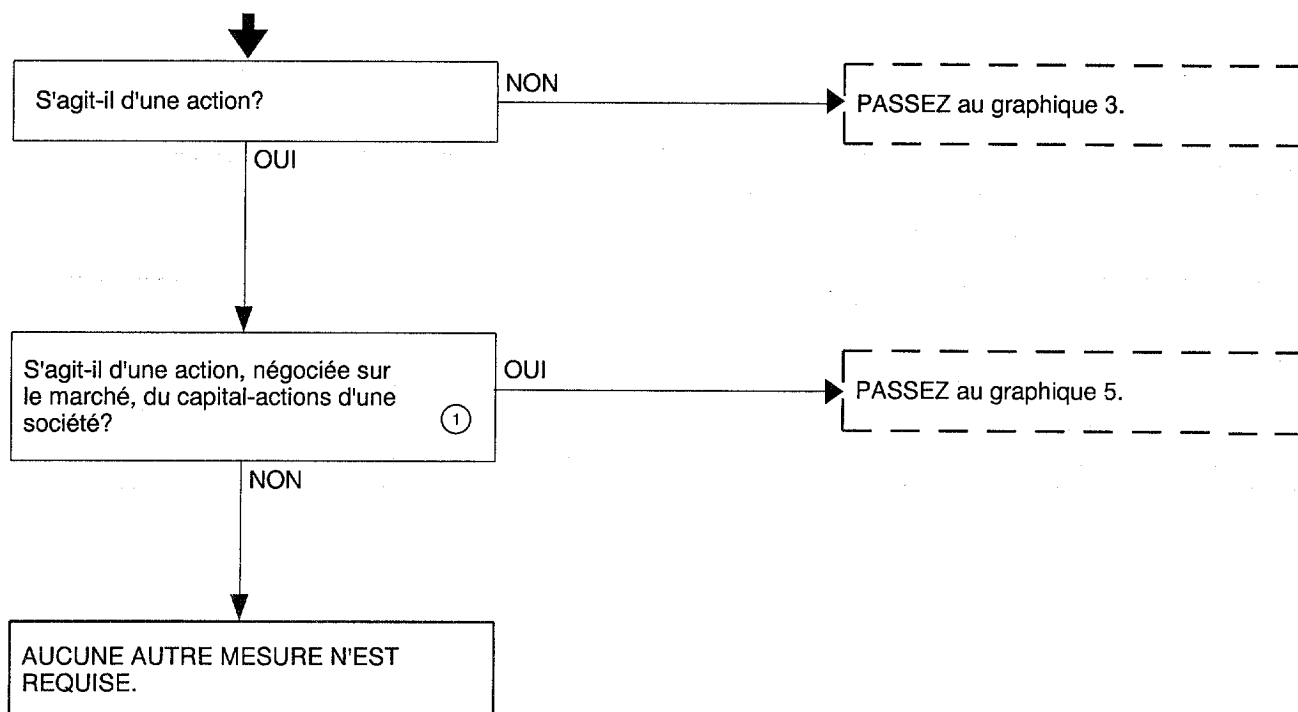 S'agit-il d'une action?
NON
PASSEZ au graphique 3.
OUI
S'agit-il d'une action, négociée sur
le marché, du capital-actions d'une
société?
1
OUI
PASSEZ au graphique 5.
NON
AUCUNE AUTRE MESURE N'EST
REQUISE.